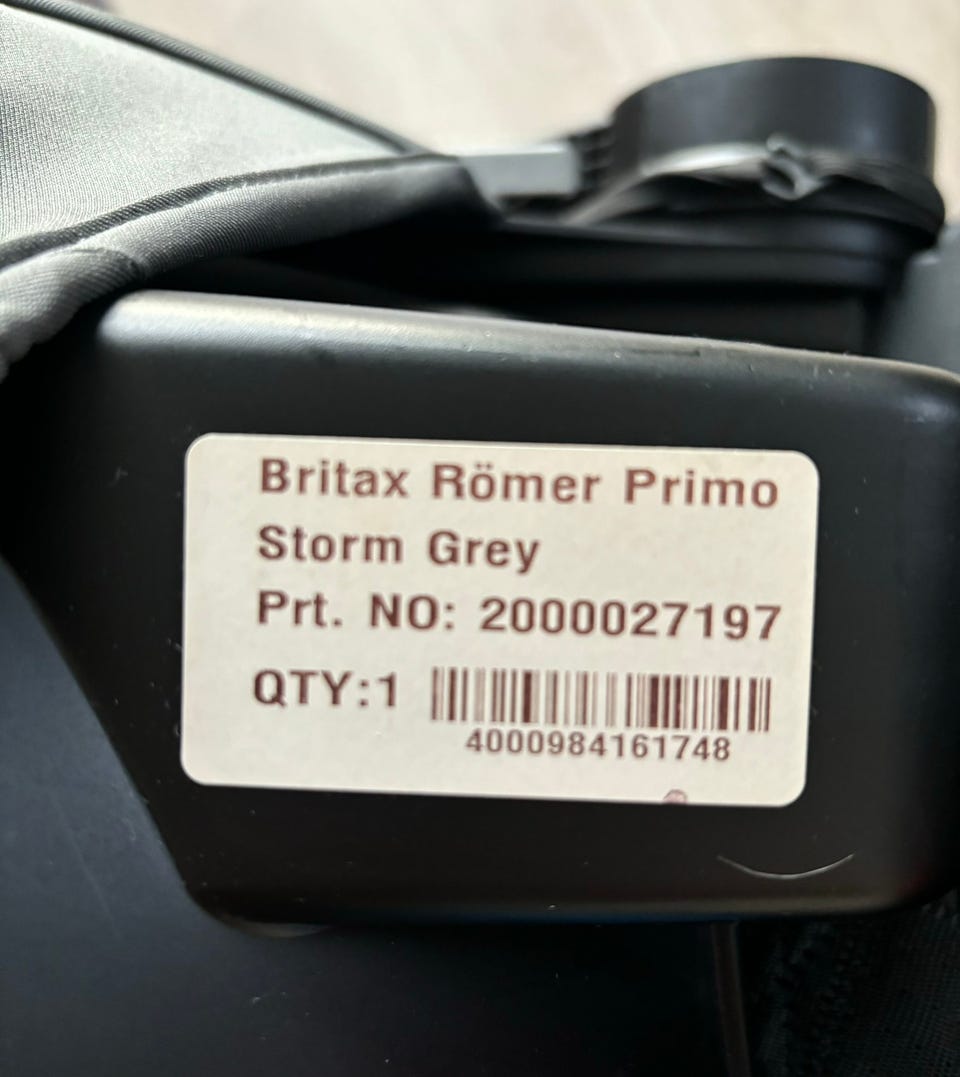 Britax Römer Primo
Storm Grey
Prt. NO: 2000027197
QTY:1
4000984161748